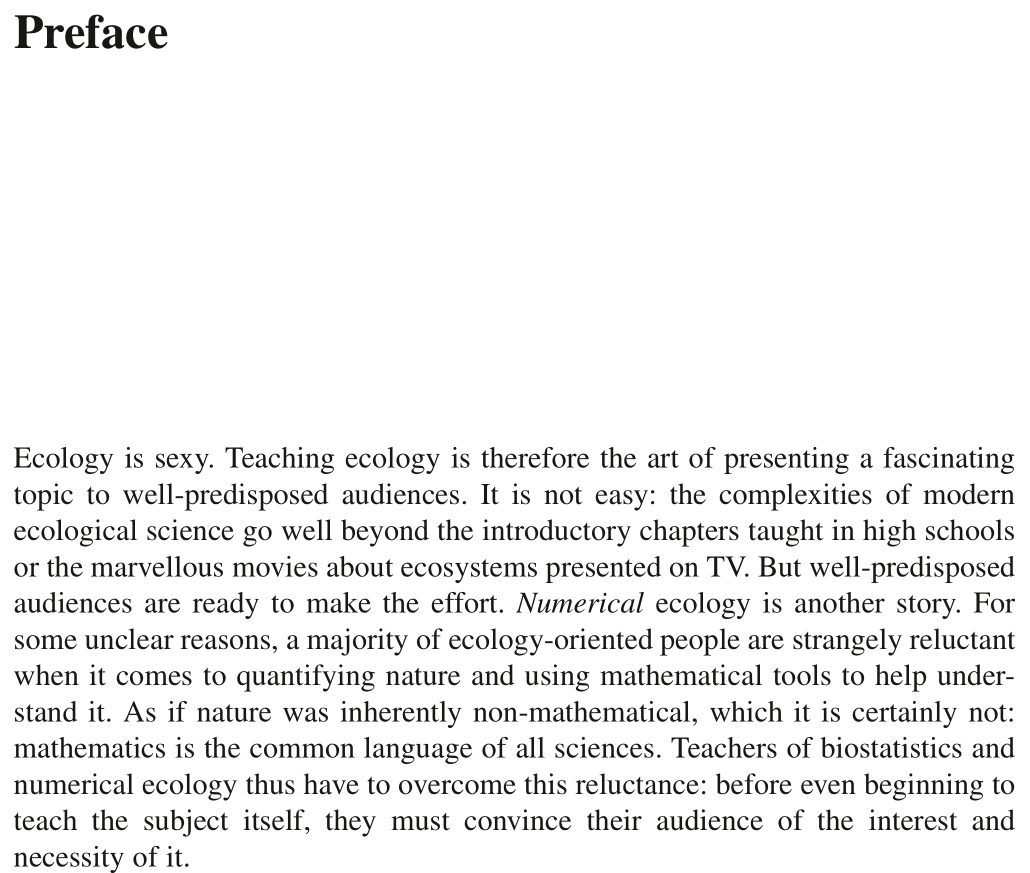 Preface
Ecology is sexy. Teaching ecology is therefore the art of presenting a fascinating
topic to well-predisposed audiences. It is not easy: the complexities of modern
ecological science go well beyond the introductory chapters taught in high schools
or the marvellous movies about ecosystems presented on TV. But well-predisposed
audiences are ready to make the effort. Numerical ecology is another story. For
some unclear reasons, a majority of ecology-oriented people are strangely reluctant
when it comes to quantifying nature and using mathematical tools to help under-
stand it. As if nature was inherently non-mathematical, which it is certainly not:
mathematics is the common language of all sciences. Teachers of biostatistics and
numerical ecology thus have to overcome this reluctance: before even beginning to
teach the subject itself, they must convince their audience of the interest and
necessity of it.